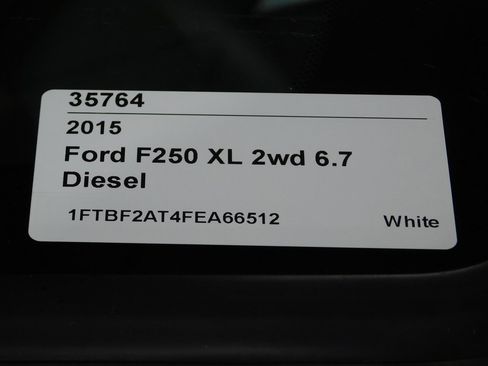 35764
2015
Ford F250 XL 2wd 6.7
Diesel
1FTBF2AT4FEA66512 White